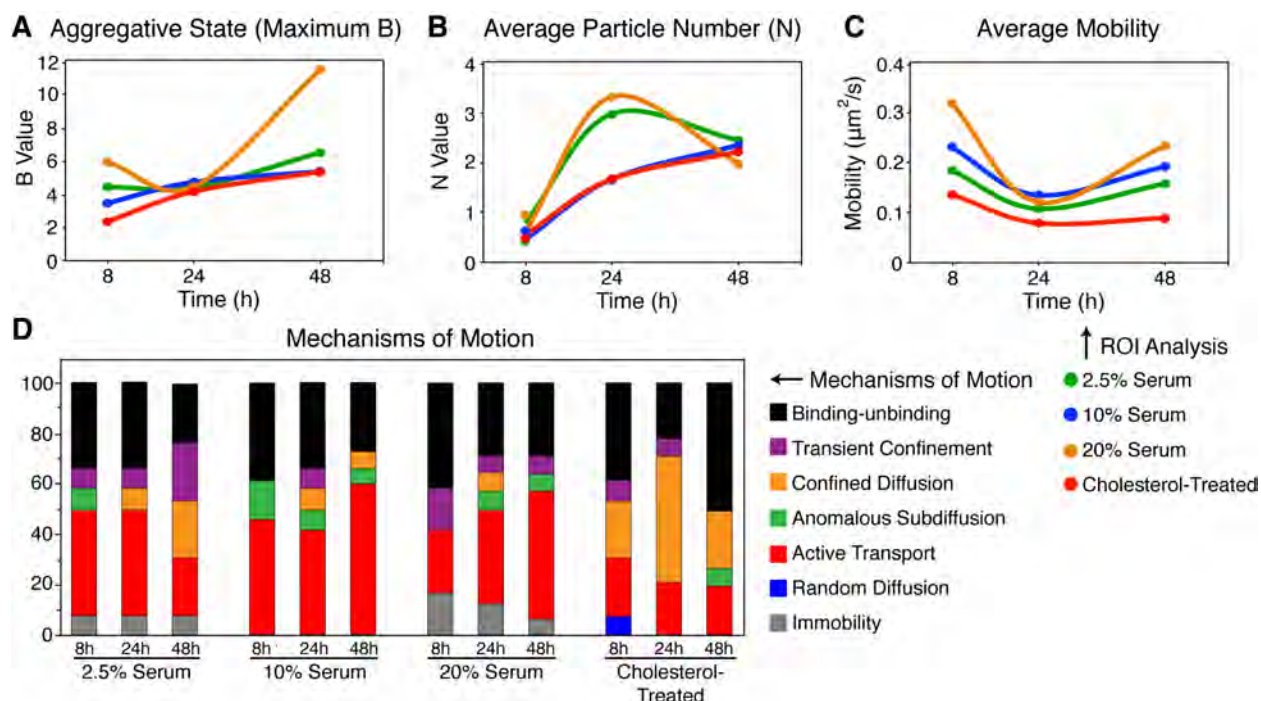 A Aggregative State (Maximum B)
12
10
8
6
4
2
0
B Value
8 24 48
Time (h)
B Average Particle Number (N)
4
3
2
1
0
N Value
8 24 48
Time (h)
C Average Mobility
0.4
0.3
0.2
0.1
0
Mobility (µm²/s)
8 24 48
Time (h)
D Mechanisms of Motion
100
80
60
40
20
0
8h 24h 48h
2.5% Serum
8h 24h 48h
10% Serum
8h 24h 48h
20% Serum
8h 24h 48h
Cholesterol-
Treated
← Mechanisms of Motion
Binding-unbinding
Transient Confinement
Confined Diffusion
Anomalous Subdiffusion
Active Transport
Random Diffusion
Immobility
↑ ROI Analysis
2.5% Serum
10% Serum
20% Serum
Cholesterol-Treated